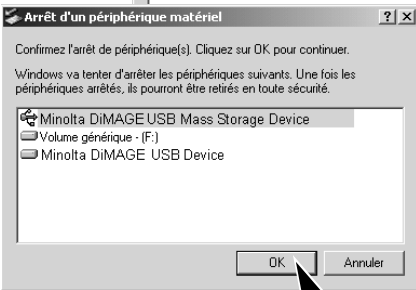 Arrêt d'un périphérique matériel
Confirmez l'arrêt de périphérique(s). Cliquez sur OK pour continuer.
Windows va tenter d'arrêter les périphériques suivants. Une fois les
périphériques arrêtés, ils pourront être retirés en toute sécurité.
Minolta DiMAGE USB Mass Storage Device
Volume générique - (F:)
Minolta DiMAGE USB Device
OK
Annuler